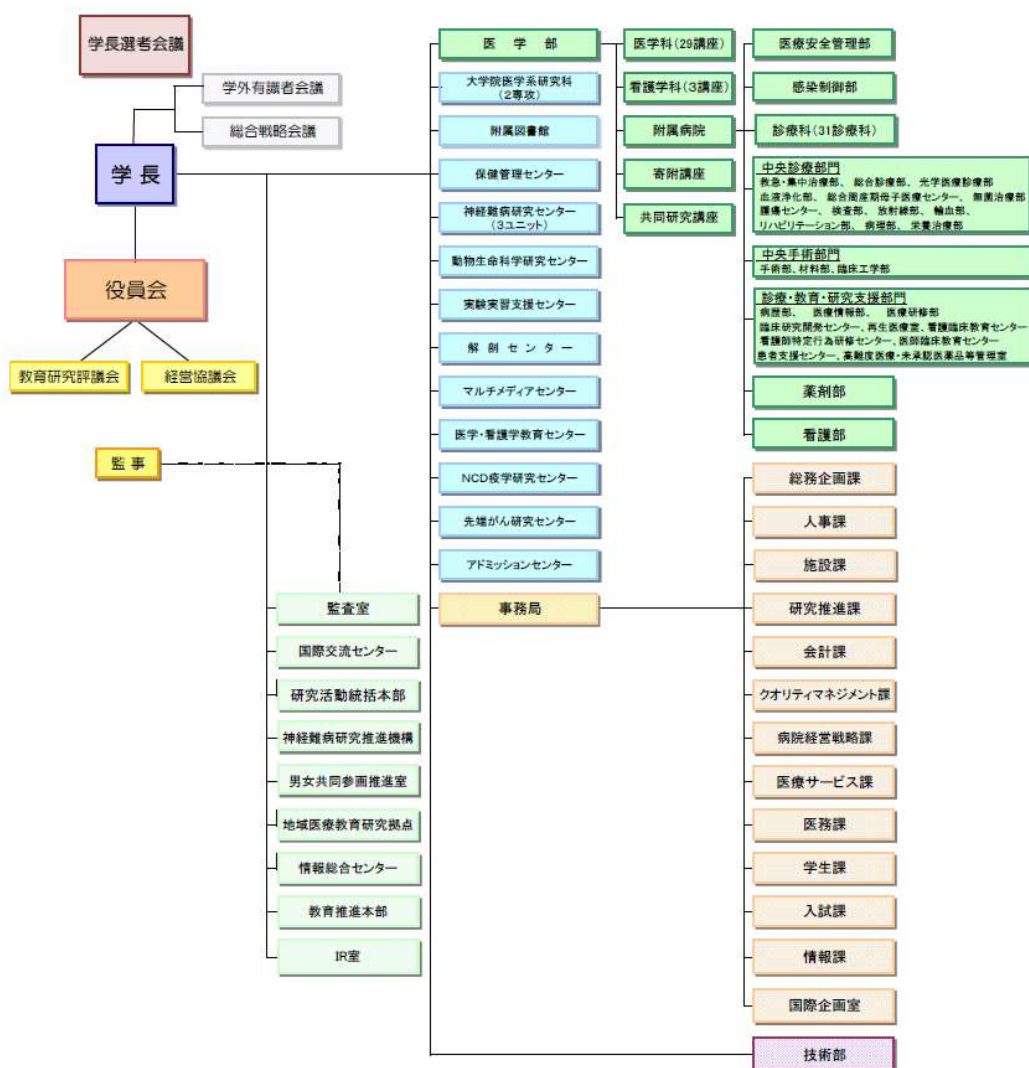 学長選考会議
学外有識者会議
総合戦略会議
学長
役員会
教育研究評議会
経営協議会
監事
監査室
国際交流センター
研究活動統括本部
神経難病研究推進機構
男女共同参画推進室
地域医療教育研究拠点
情報総合センター
教育推進本部
IR室
医学部
大学院医学系研究科
(2専攻)
附属図書館
保健管理センター
神経難病研究センター
(3ユニット)
動物生命科学研究センター
実験実習支援センター
解剖センター
マルチメディアセンター
医学・看護学教育センター
NCD疫学研究センター
先端がん研究センター
アドミッションセンター
事務局
医学科(29講座)
看護学科(3講座)
附属病院
寄附講座
共同研究講座
医療安全管理部
感染制御部
診療科(31診療科)
中央診療部門
救急・集中治療部、 総合診療部、 光学医療診療部
血液浄化部、 総合周産期母子医療センター、 無菌治療部
腫瘍センター、 検査部、 放射線部、 輸血部、
リハビリテーション部、 病理部、 栄養治療部
中央手術部門
手術部、材料部、臨床工学部
診療・教育・研究支援部門
病歴部、 医療情報部、 医療研修部
臨床研究開発センター、再生医療室、看護臨床教育センター
看護師特定行為研修センター、医師臨床教育センター
患者支援センター、高難度医療・未承認医薬品等管理室
薬剤部
看護部
総務企画課
人事課
施設課
研究推進課
会計課
クオリティマネジメント課
病院経営戦略課
医療サービス課
医務課
学生課
入試課
情報課
国際企画室
技術部